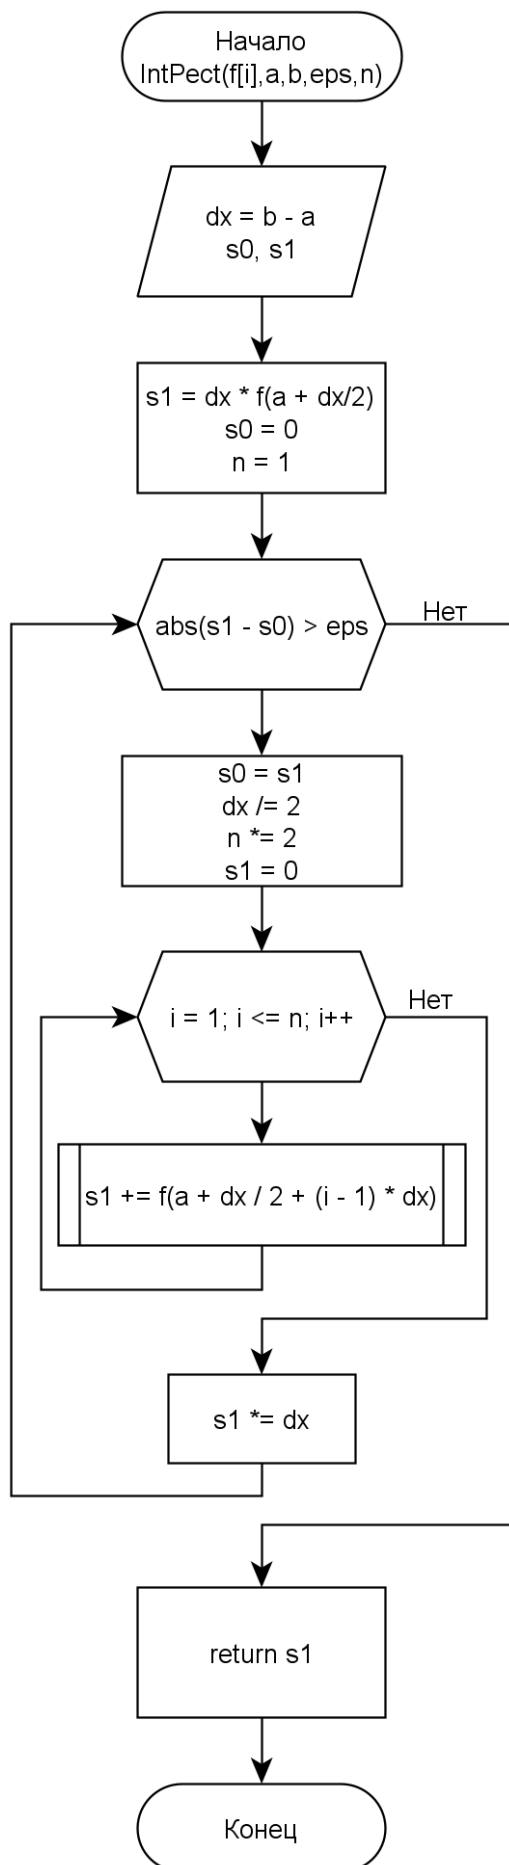 Начало
IntPect(f[i],a,b,eps,n)
dx = b - a
s0, s1
s1 = dx * f(a + dx/2)
s0 = 0
n = 1
abs(s1 - s0) > eps
Нет
s0 = s1
dx /= 2
n *= 2
s1 = 0
i = 1; i <= n; i++
Нет
s1 += f(a + dx / 2 + (i - 1) * dx)
s1 *= dx
return s1
Конец